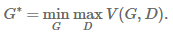 G* = min max V(G, D).
G D